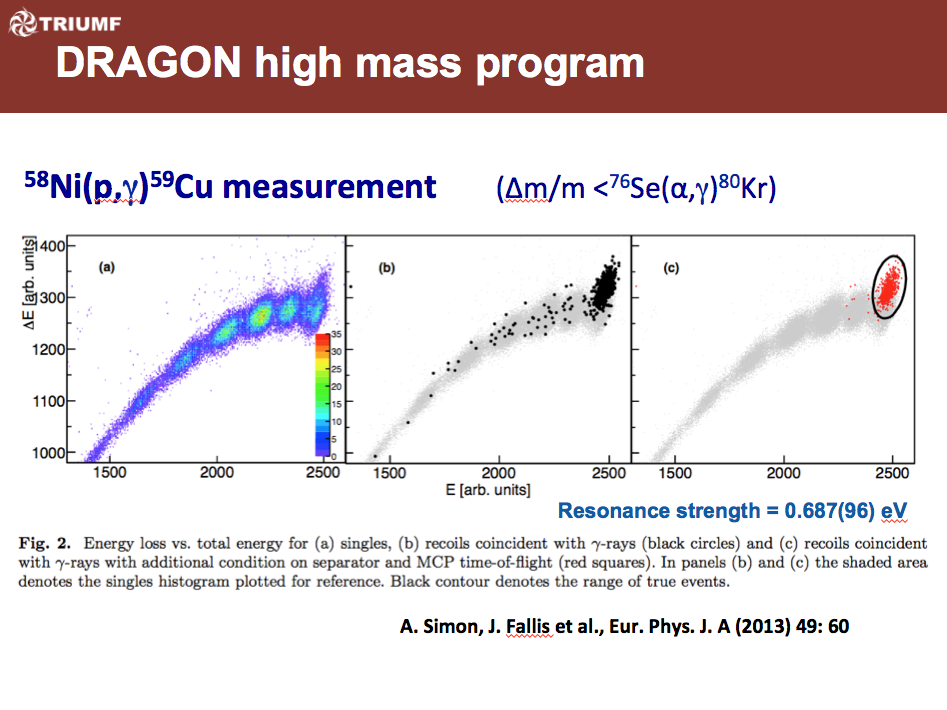 TRIUMF
DRAGON high mass program
⁵⁸Ni(p,γ)⁵⁹Cu measurement (Δm/m <⁷⁶Se(α,γ)⁸⁰Kr)
ΔE [arb. units]
1400
1300
1200
1100
1000
(a)
(b)
(c)
35
30
25
20
15
10
5
0
1500 2000 2500 1500 2000 2500 1500 2000 2500
E [arb. units]
Resonance strength = 0.687(96) eV
Fig. 2. Energy loss vs. total energy for (a) singles, (b) recoils coincident with γ-rays (black circles) and (c) recoils coincident
with γ-rays with additional condition on separator and MCP time-of-flight (red squares). In panels (b) and (c) the shaded area
denotes the singles histogram plotted for reference. Black contour denotes the range of true events.
A. Simon, J. Fallis et al., Eur. Phys. J. A (2013) 49: 60